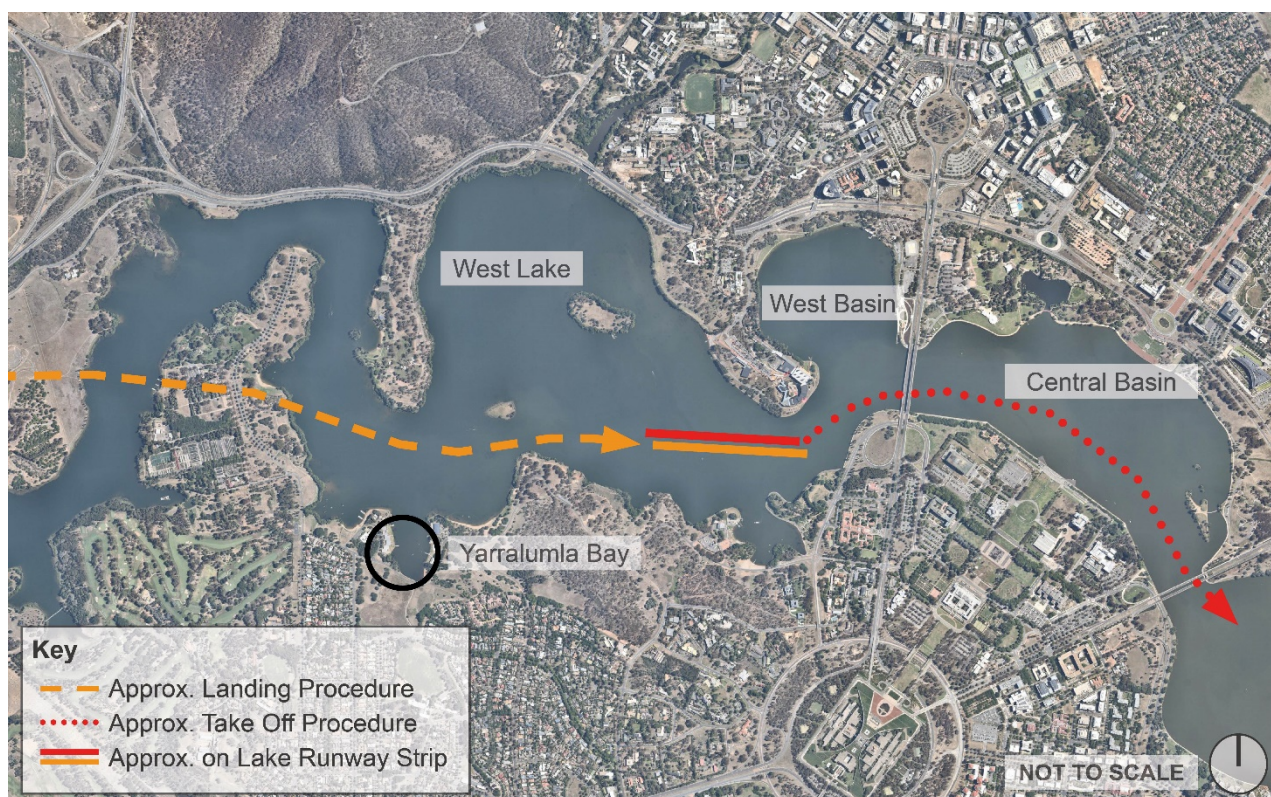 West Lake
West Basin
Central Basin
Yarralumla Bay
Key
Approx. Landing Procedure
Approx. Take Off Procedure
Approx. on Lake Runway Strip
NOT TO SCALE